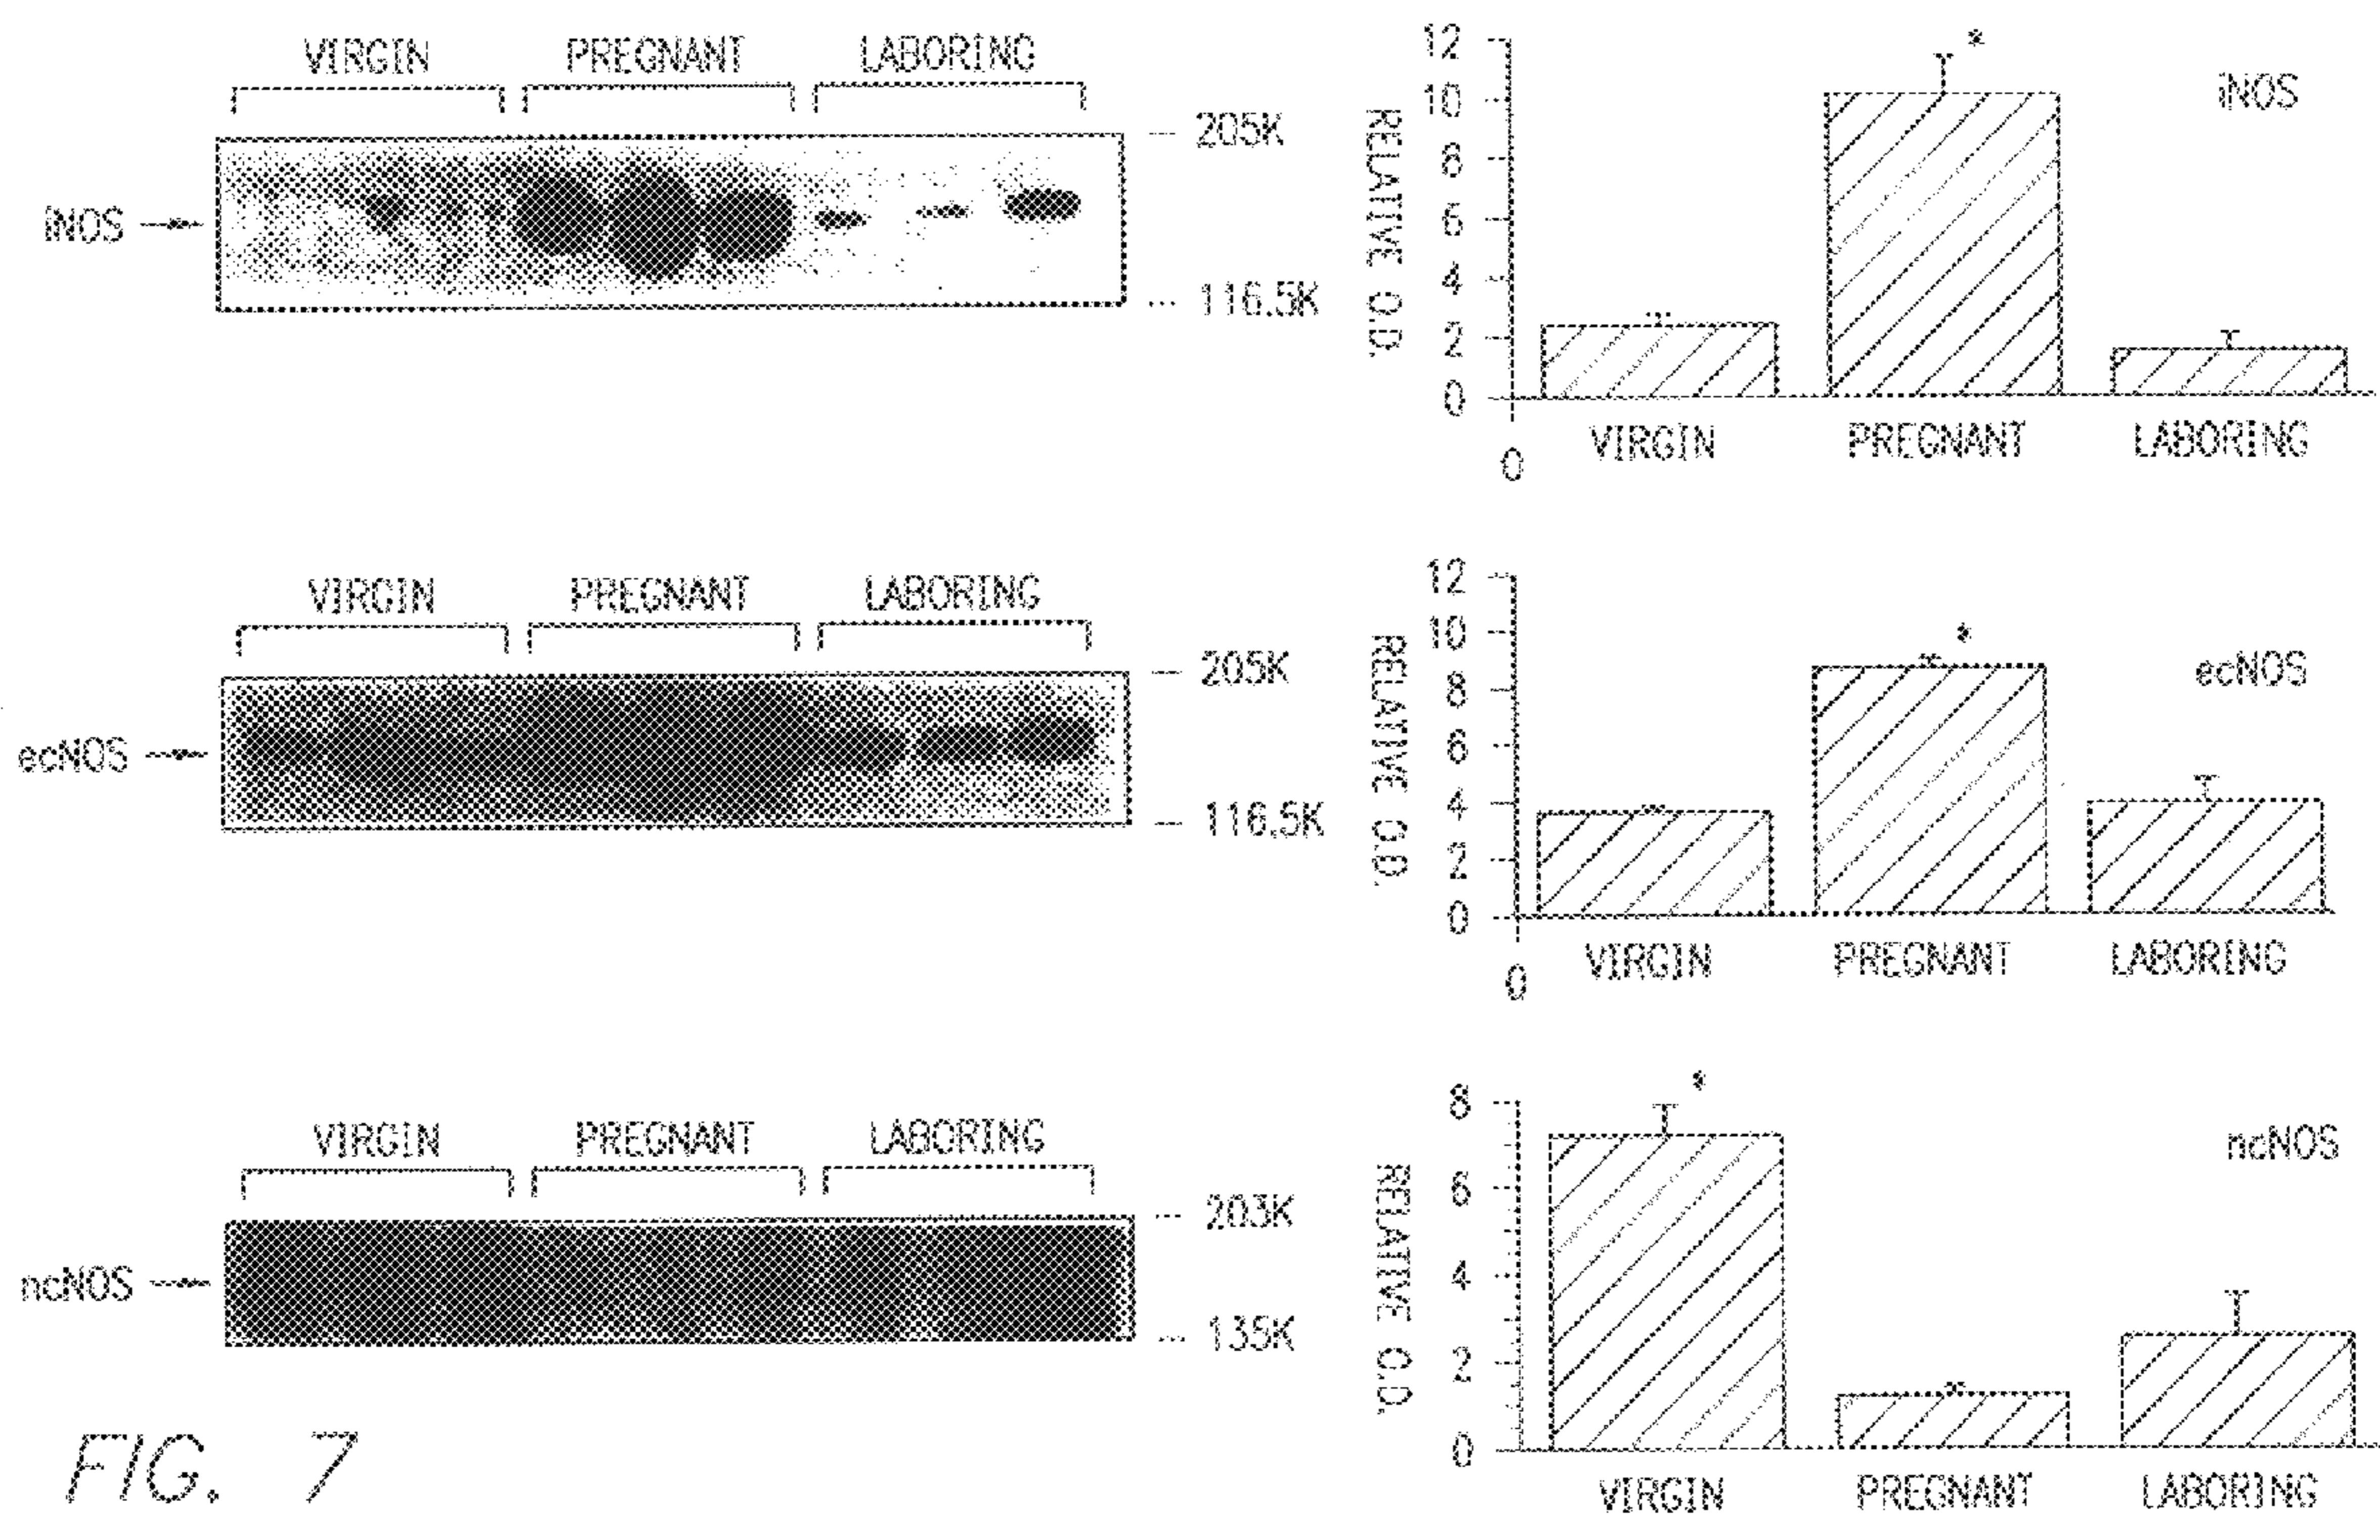 VIRGIN PREGNANT LABORING
205K
iNOS
116.5K
12
10
8
6
4
2
0
RELATIVE O.D.
*
iNOS
VIRGIN PREGNANT LABORING
0
VIRGIN PREGNANT LABORING
205K
ecNOS
116.5K
12
10
8
6
4
2
0
RELATIVE O.D.
*
ecNOS
VIRGIN PREGNANT LABORING
0
VIRGIN PREGNANT LABORING
203K
ncNOS
135K
8
6
4
2
0
RELATIVE O.D.
*
ncNOS
VIRGIN PREGNANT LABORING
FIG. 7